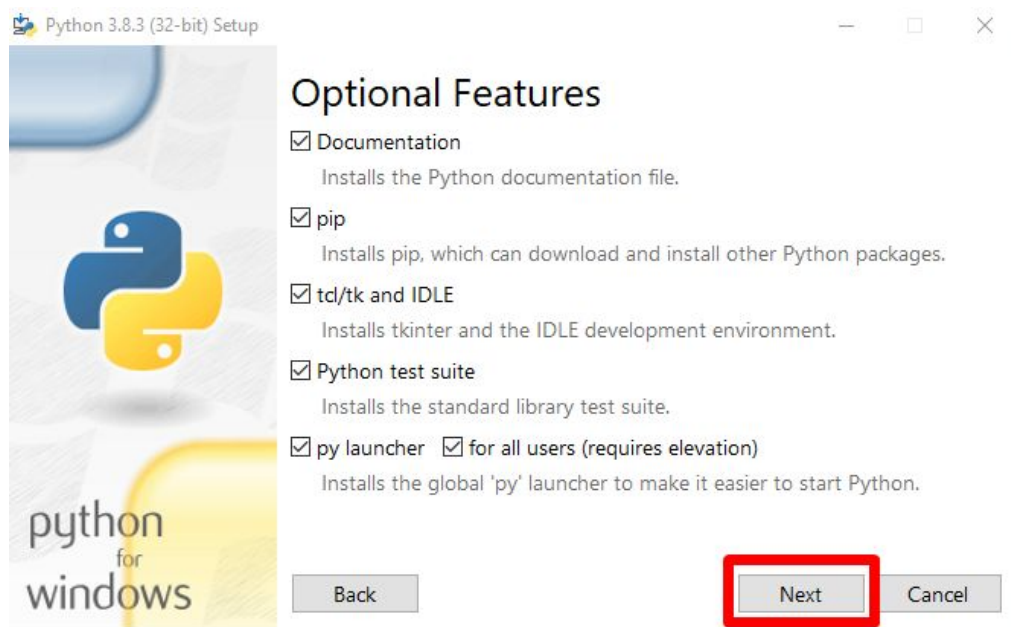 Python 3.8.3 (32-bit) Setup
Optional Features
Documentation
Installs the Python documentation file.
pip
Installs pip, which can download and install other Python packages.
tcl/tk and IDLE
Installs tkinter and the IDLE development environment.
Python test suite
Installs the standard library test suite.
py launcher for all users (requires elevation)
Installs the global 'py' launcher to make it easier to start Python.
python
for
windows
Back Next Cancel